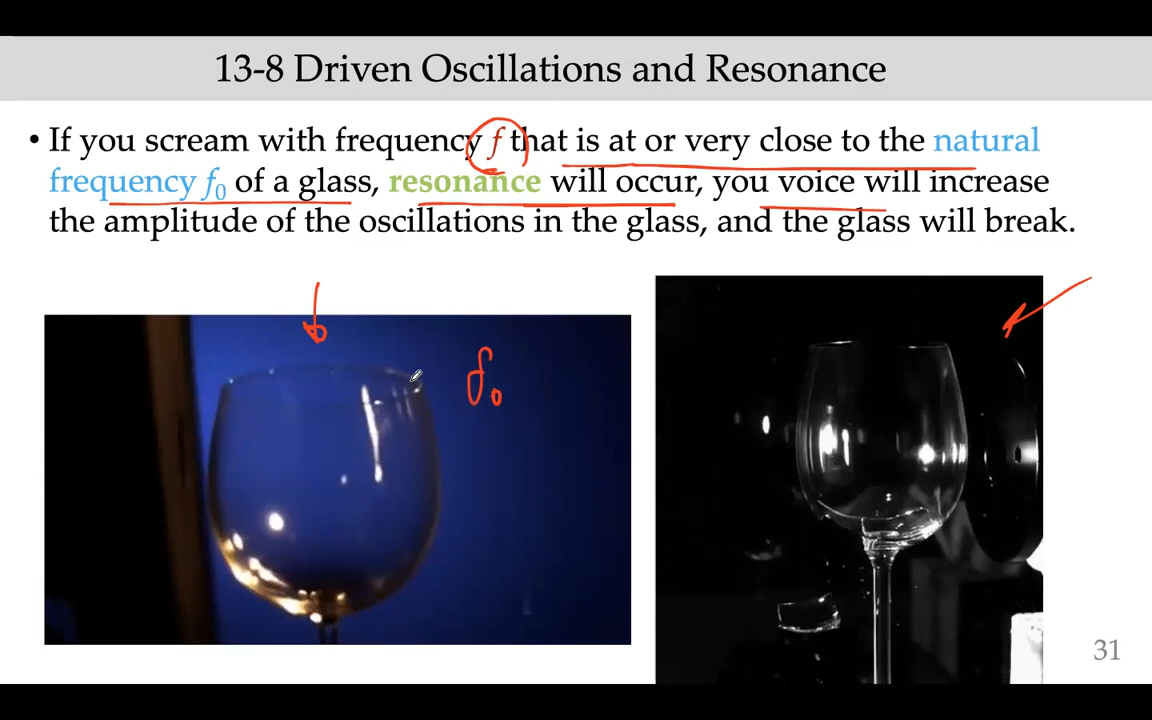 13-8 Driven Oscillations and Resonance
• If you scream with frequency f that is at or very close to the natural
frequency f₀ of a glass, resonance will occur, you voice will increase
the amplitude of the oscillations in the glass, and the glass will break.
f₀
31